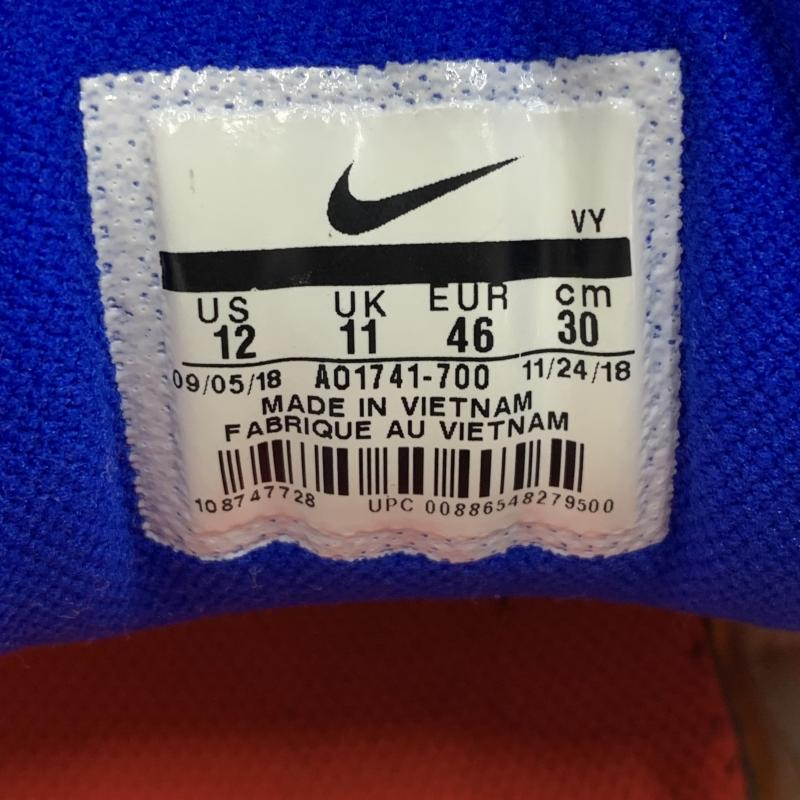 VY
US UK EUR cm
12 11 46 30
09/05/18 AO1741-700 11/24/18
MADE IN VIETNAM
FABRIQUE AU VIETNAM
108747728 UPC 00886548279500